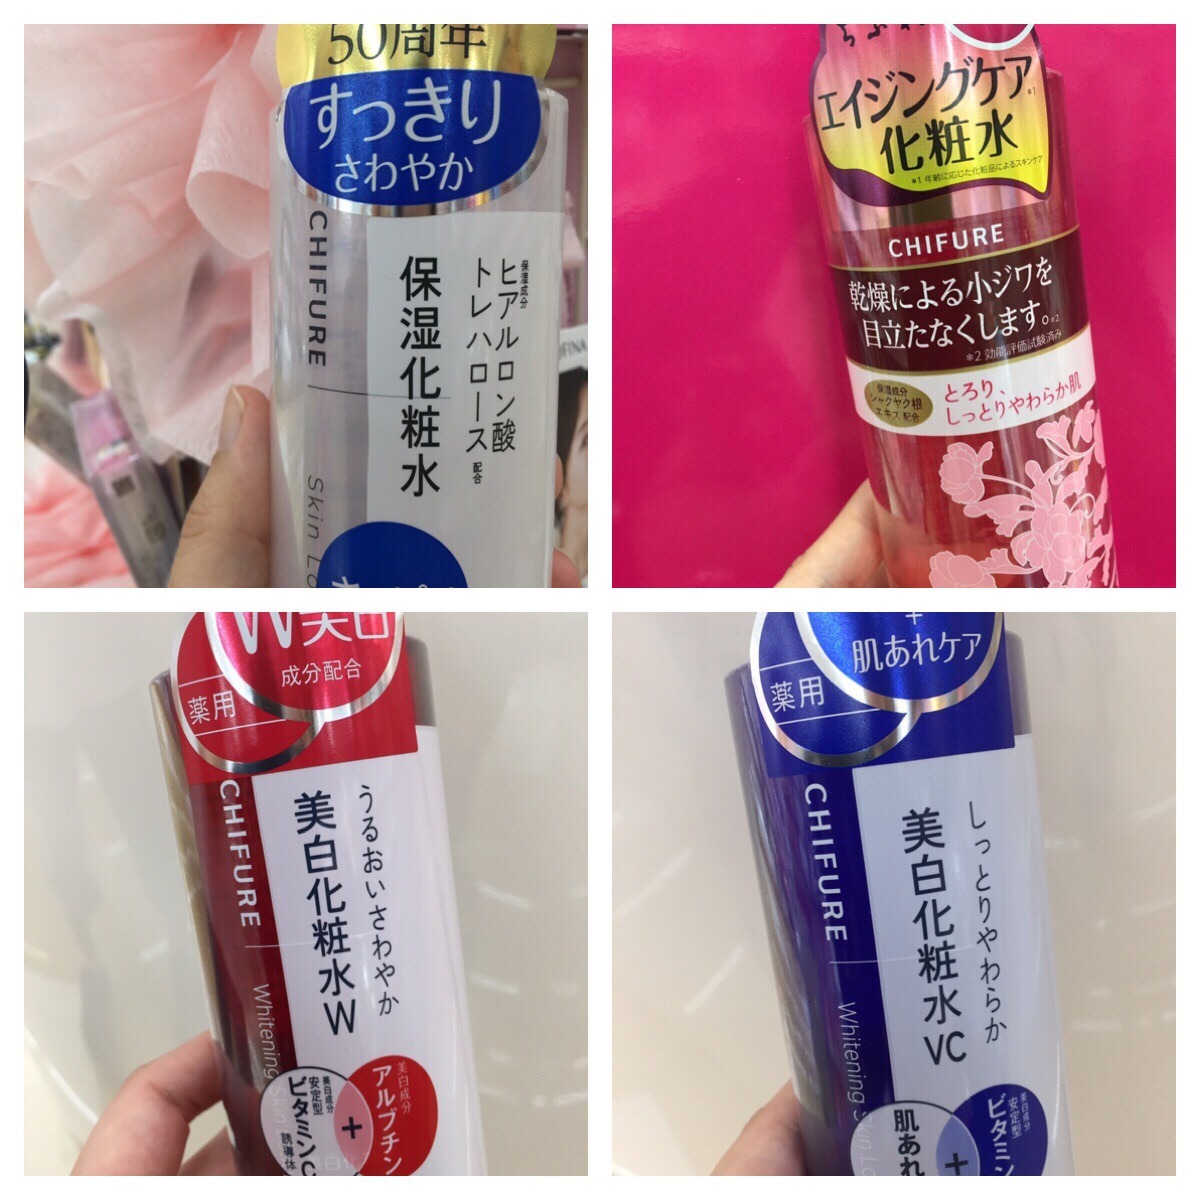 50周年
すっきり
さわやか
CHIFURE
保湿成分
ヒアルロン酸
トレハロース
配合
保湿化粧水
Skin Lo
エイジングケア*1
化粧水
*1 年齢に応じた化粧品によるスキンケア
CHIFURE
乾燥による小ジワを
目立たなくします。*2
*2 効能評価試験済み
保湿成分
シャクヤク根
エキス配合
とろり、
しっとりやわらか肌
W美白
成分配合
薬用
CHIFURE
うるおいさわやか
美白化粧水W
Whitening Skin
美白成分
安定型
ビタミンC
誘導体
+
美白成分
アルブチン
+
肌あれケア
薬用
CHIFURE
しっとりやわらか
美白化粧水VC
Whitening Skin Lo
肌あれ
+
美白成分
安定型
ビタミン